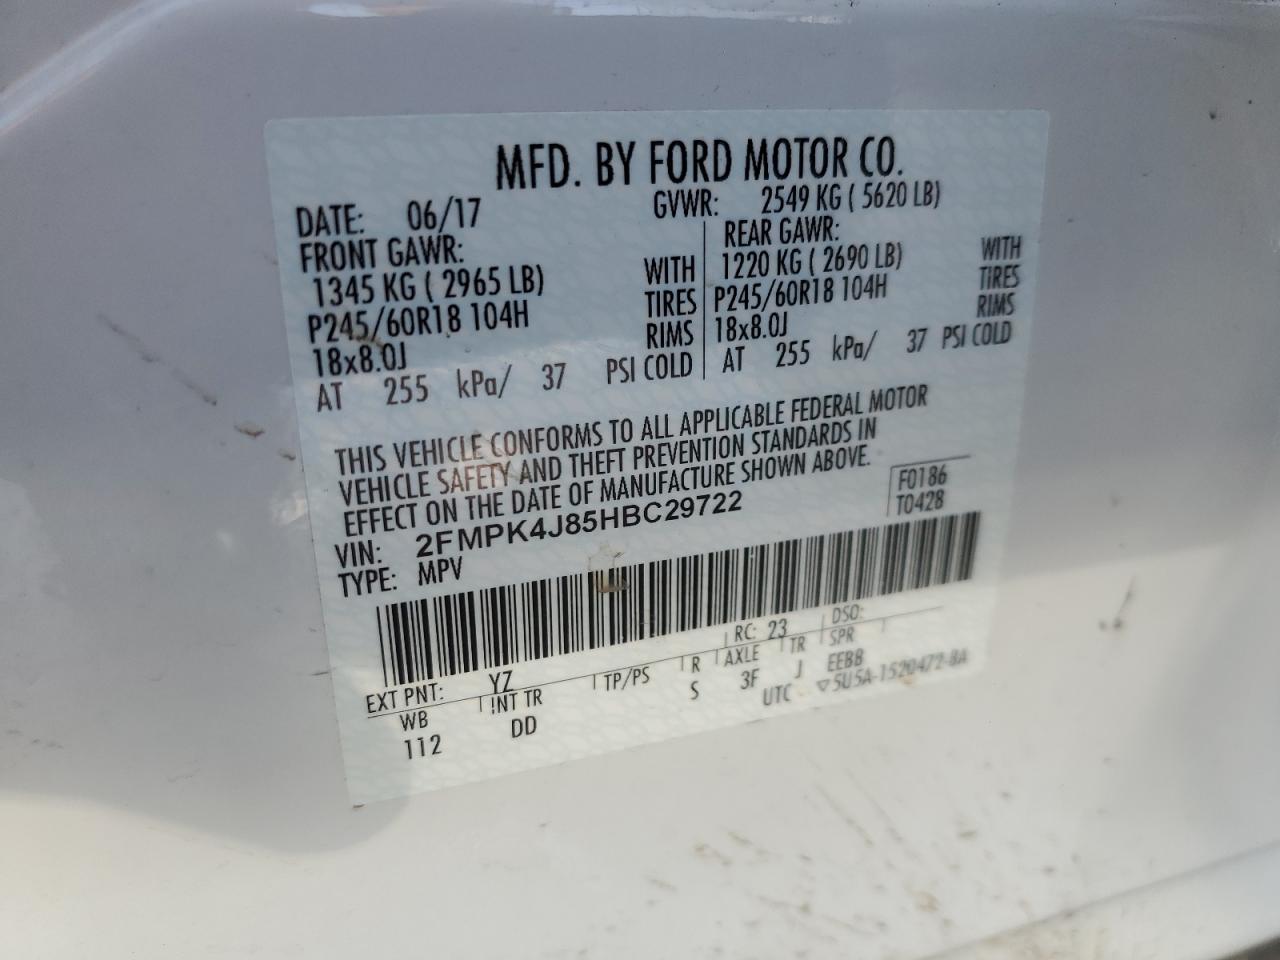 MFD. BY FORD MOTOR CO.
DATE: 06/17 GVWR: 2549 KG ( 5620 LB)
FRONT GAWR:
1345 KG ( 2965 LB) WITH
P245/60R18 104H TIRES
18x8.0J RIMS
AT 255 kPa/ 37 PSI COLD
REAR GAWR:
1220 KG ( 2690 LB) WITH
P245/60R18 104H TIRES
18x8.0J RIMS
AT 255 kPa/ 37 PSI COLD
THIS VEHICLE CONFORMS TO ALL APPLICABLE FEDERAL MOTOR
VEHICLE SAFETY AND THEFT PREVENTION STANDARDS IN
EFFECT ON THE DATE OF MANUFACTURE SHOWN ABOVE.
F0186
T0428
VIN: 2FMPK4J85HBC29722
TYPE: MPV
EXT PNT: YZ RC: 23 DSO:
WB INT TR TP/PS R AXLE TR SPR
112 DD S 3F J EEBB
UTC ▽5U5A-1520472-BA